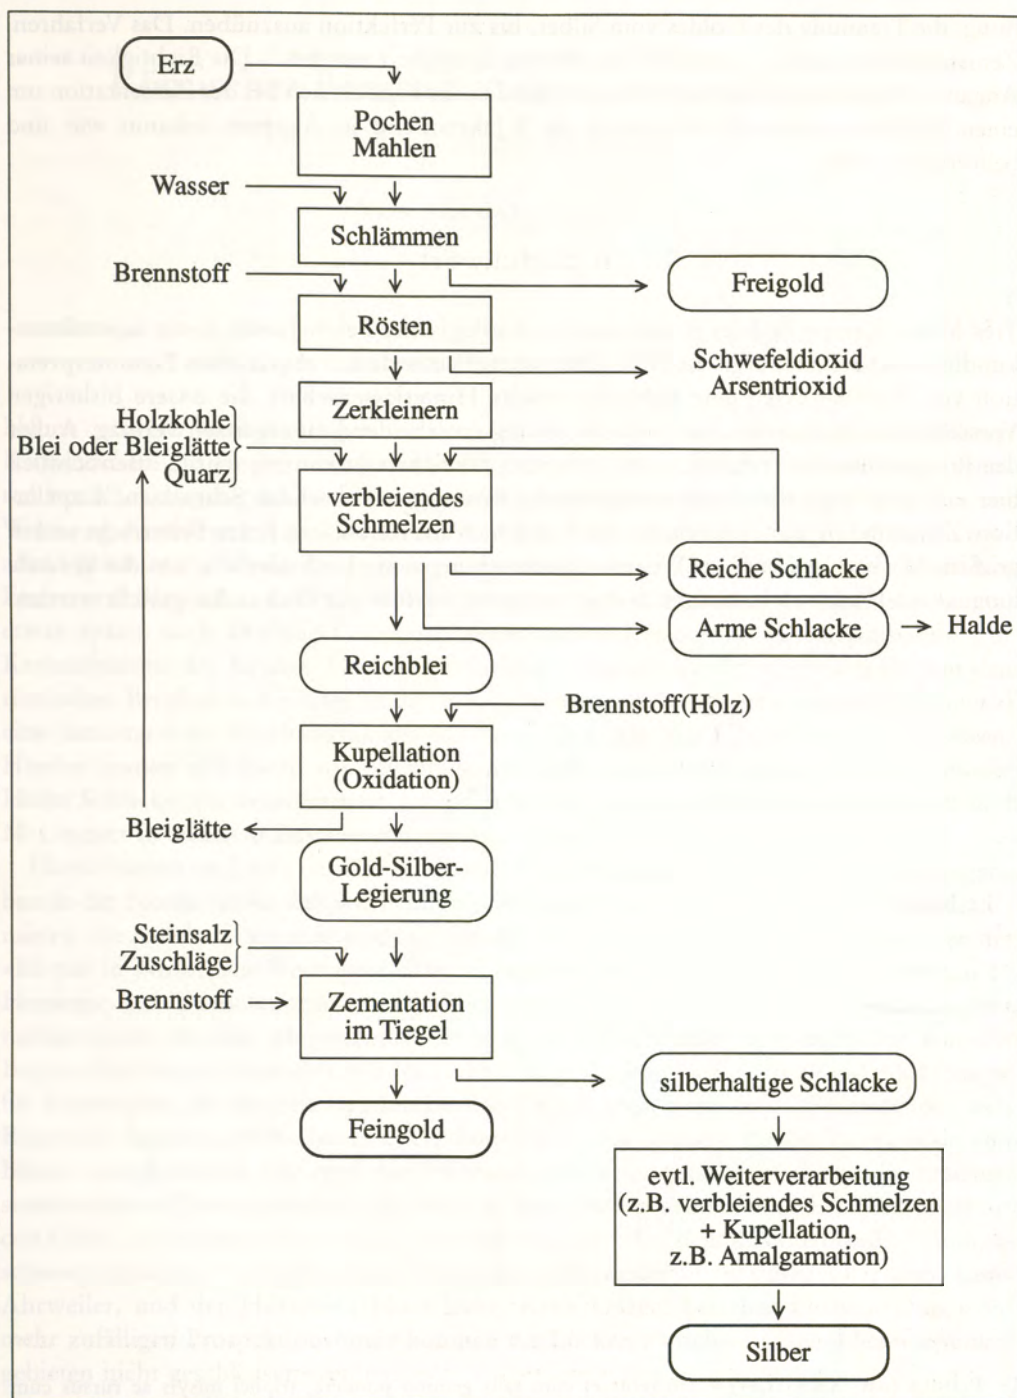 Erz
Pochen
Mahlen
Wasser
Schlämmen
Brennstoff
Freigold
Rösten
Schwefeldioxid
Arsentrioxid
Zerkleinern
Holzkohle
Blei oder Bleiglätte
Quarz
verbleiendes
Schmelzen
Reiche Schlacke
Arme Schlacke
Halde
Reichblei
Brennstoff(Holz)
Kupellation
(Oxidation)
Bleiglätte
Gold-Silber-
Legierung
Steinsalz
Zuschläge
Brennstoff
Zementation
im Tiegel
silberhaltige Schlacke
Feingold
evtl. Weiterverarbeitung
(z.B. verbleiendes Schmelzen
+ Kupellation,
z.B. Amalgamation)
Silber